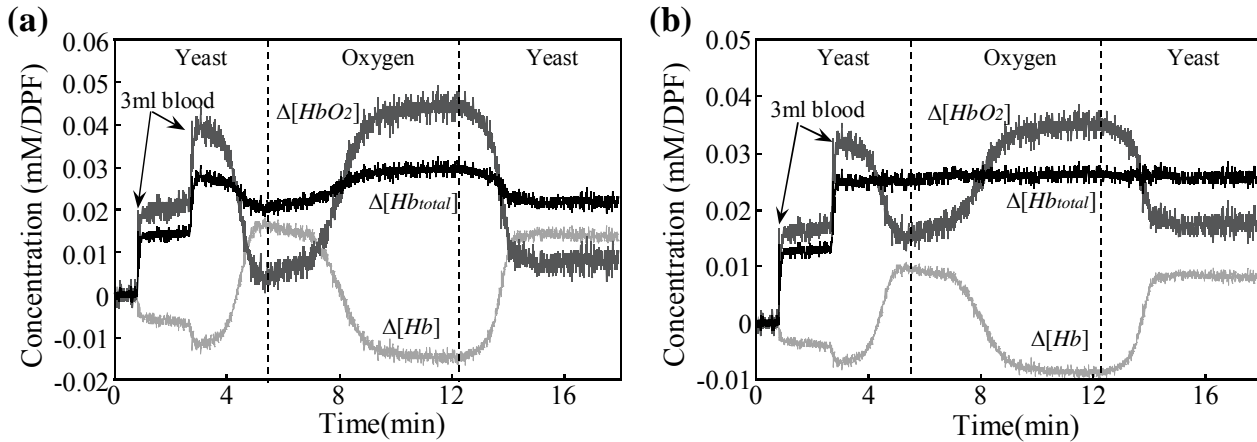 (a)
Concentration (mM/DPF)
0.06
0.05
0.04
0.03
0.02
0.01
0
-0.01
-0.02
Yeast
Oxygen
Yeast
3ml blood
Δ[HbO2]
Δ[Hbtotal]
Δ[Hb]
0
4
8
12
16
Time(min)
(b)
Concentration (mM/DPF)
0.05
0.04
0.03
0.02
0.01
0
-0.01
Yeast
Oxygen
Yeast
3ml blood
Δ[HbO2]
Δ[Hbtotal]
Δ[Hb]
0
4
8
12
16
Time(min)